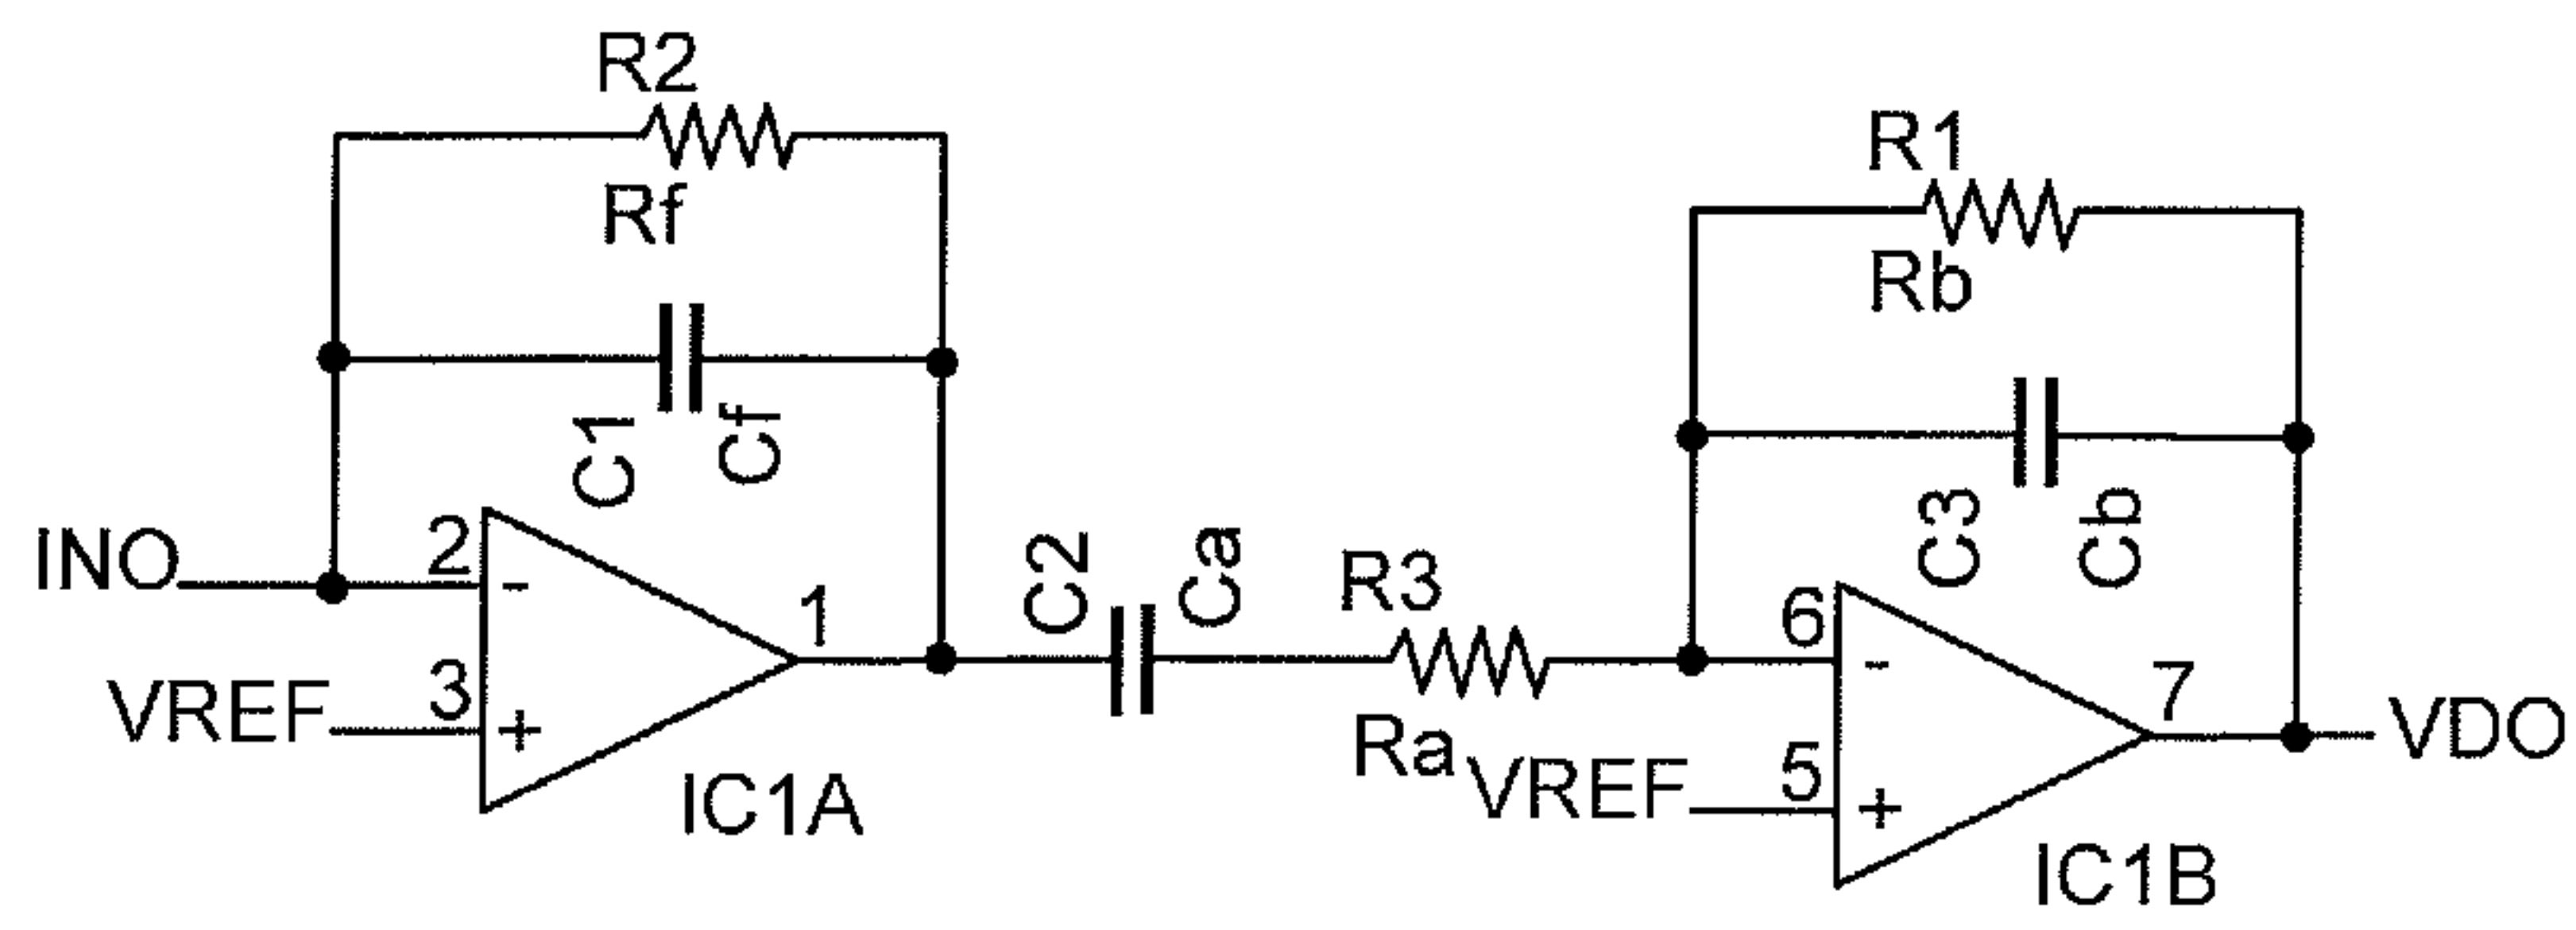 R2
Rf
C1
Cf
INO
2
-
3
+
VREF
1
IC1A
C2
Ca
R3
Ra
R1
Rb
C3
Cb
6
-
VREF
5
+
7
VDO
IC1B